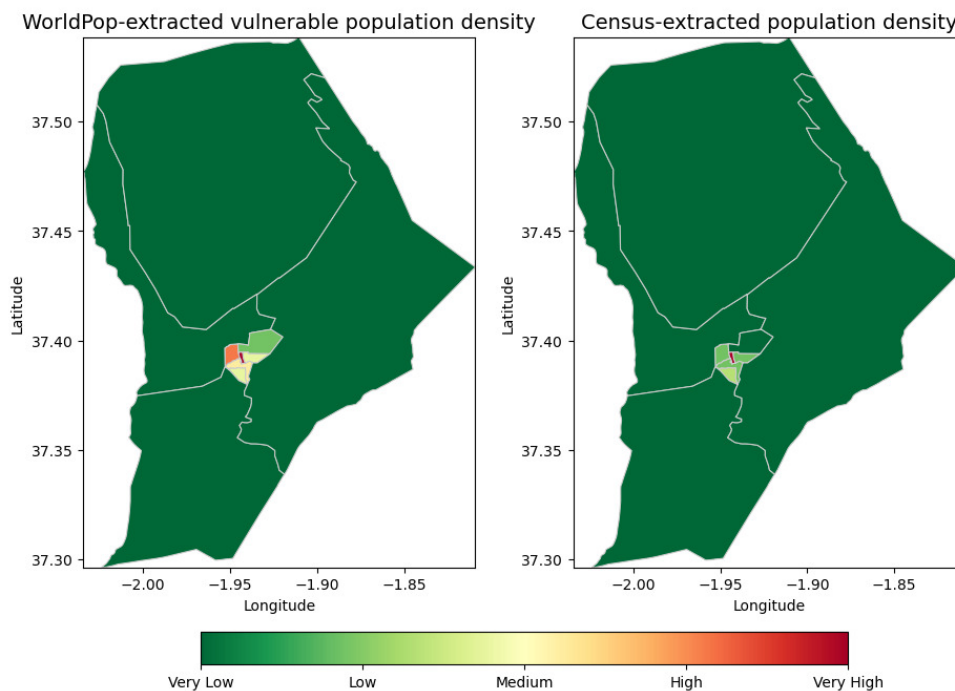 WorldPop-extracted vulnerable population density
Census-extracted population density
37.50
37.45
37.40
37.35
37.30
Latitude
−2.00
−1.95
−1.90
−1.85
Longitude
37.50
37.45
37.40
37.35
37.30
Latitude
−2.00
−1.95
−1.90
−1.85
Longitude
Very Low
Low
Medium
High
Very High